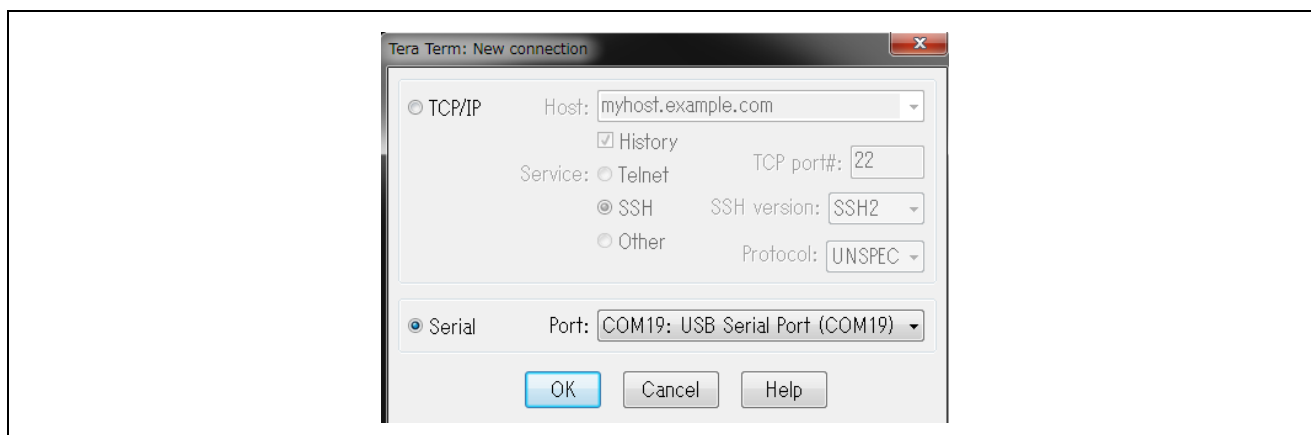 Tera Term: New connection
x
TCP/IP Host: myhost.example.com
History
TCP port#: 22
Service: Telnet
SSH SSH version: SSH2
Other
Protocol: UNSPEC
Serial Port: COM19: USB Serial Port (COM19)
OK Cancel Help